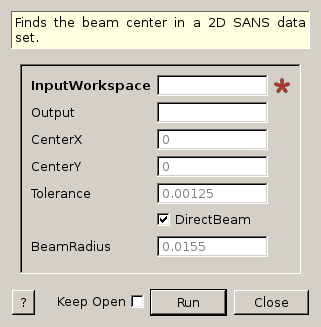 Finds the beam center in a 2D SANS data
set.
InputWorkspace *
Output
CenterX 0
CenterY 0
Tolerance 0.00125
DirectBeam
BeamRadius 0.0155
? Keep Open Run Close